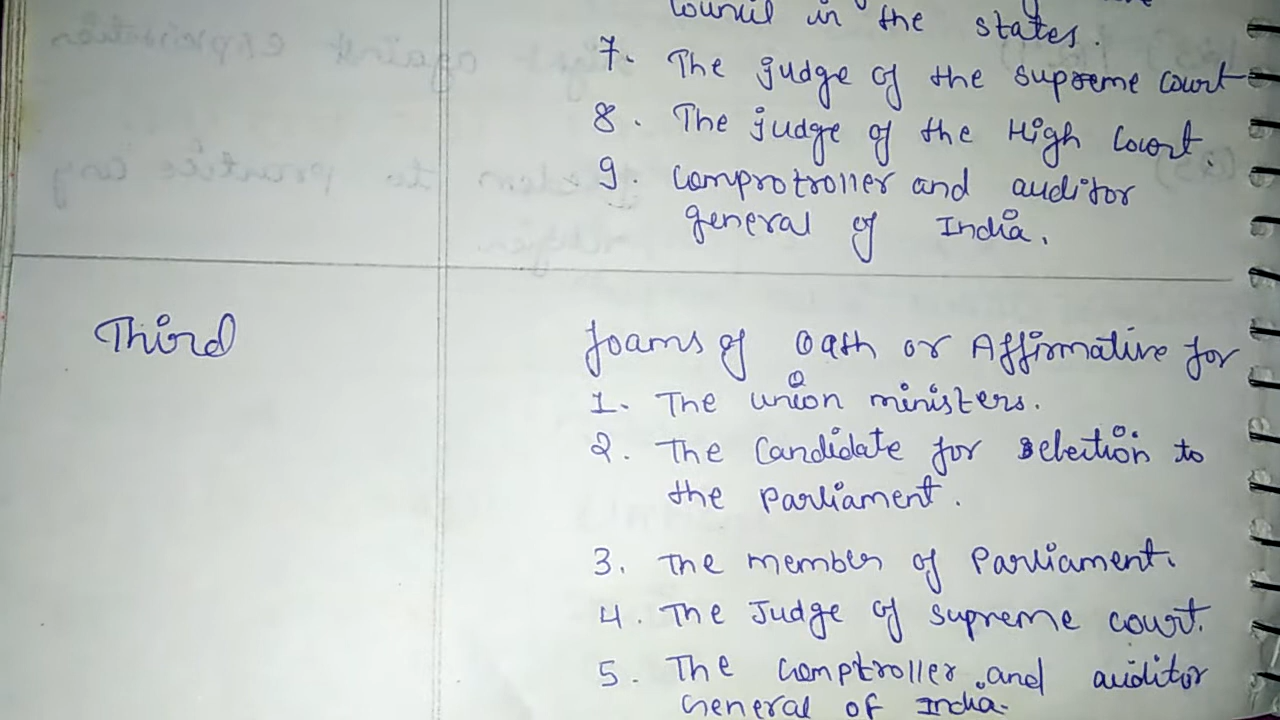 council in the states.
7. The judge of the supreme court
8. The judge of the High Court.
9. comprotroller and auditor
general of India.
Third
foams of Oath or Affirmative for
1. The union ministers.
2. The Candidate for selection to
the parliament.
3. The member of Parliament.
4. The Judge of supreme court.
5. The comptroller and auiditor
General of India.